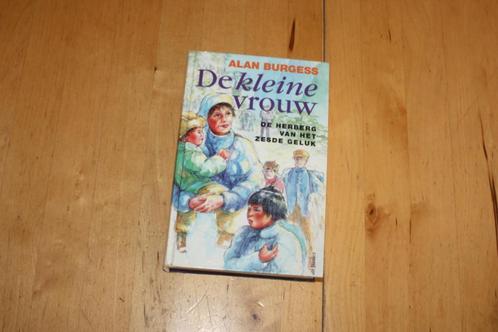 ALAN BURGESS
De kleine
vrouw
DE HERBERG
VAN HET
ZESDE GELUK